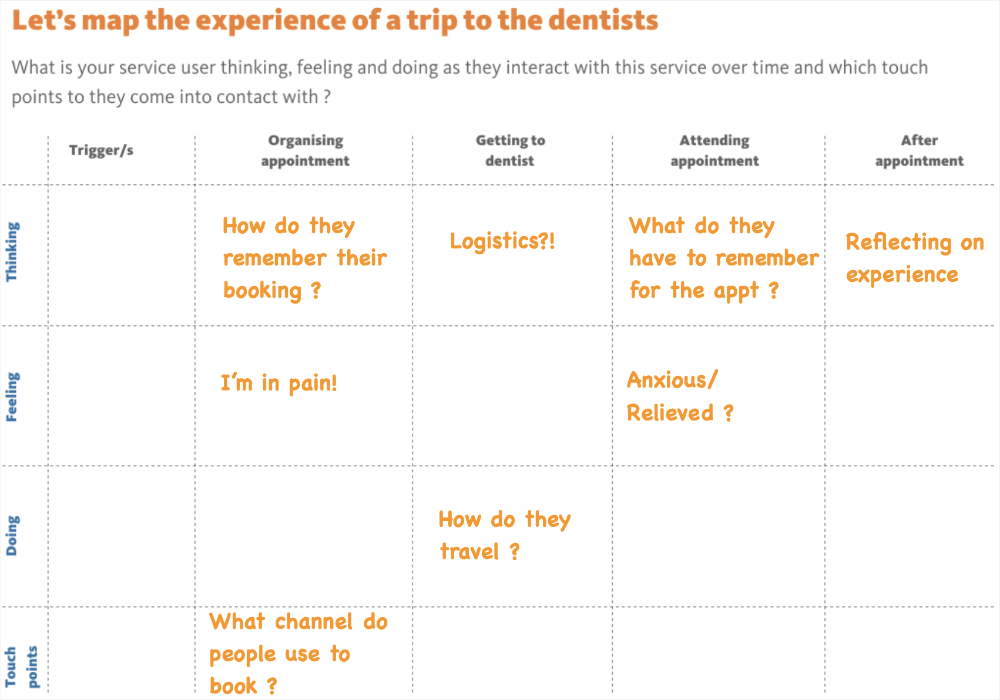 Let's map the experience of a trip to the dentists
What is your service user thinking, feeling and doing as they interact with this service over time and which touch
points to they come into contact with ?
Trigger/s
Organising
appointment
Getting to
dentist
Attending
appointment
After
appointment
Thinking
How do they
remember their
booking ?
Logistics?!
What do they
have to remember
for the appt ?
Reflecting on
experience
Feeling
I'm in pain!
Anxious/
Relieved ?
Doing
How do they
travel ?
Touch
points
What channel do
people use to
book ?